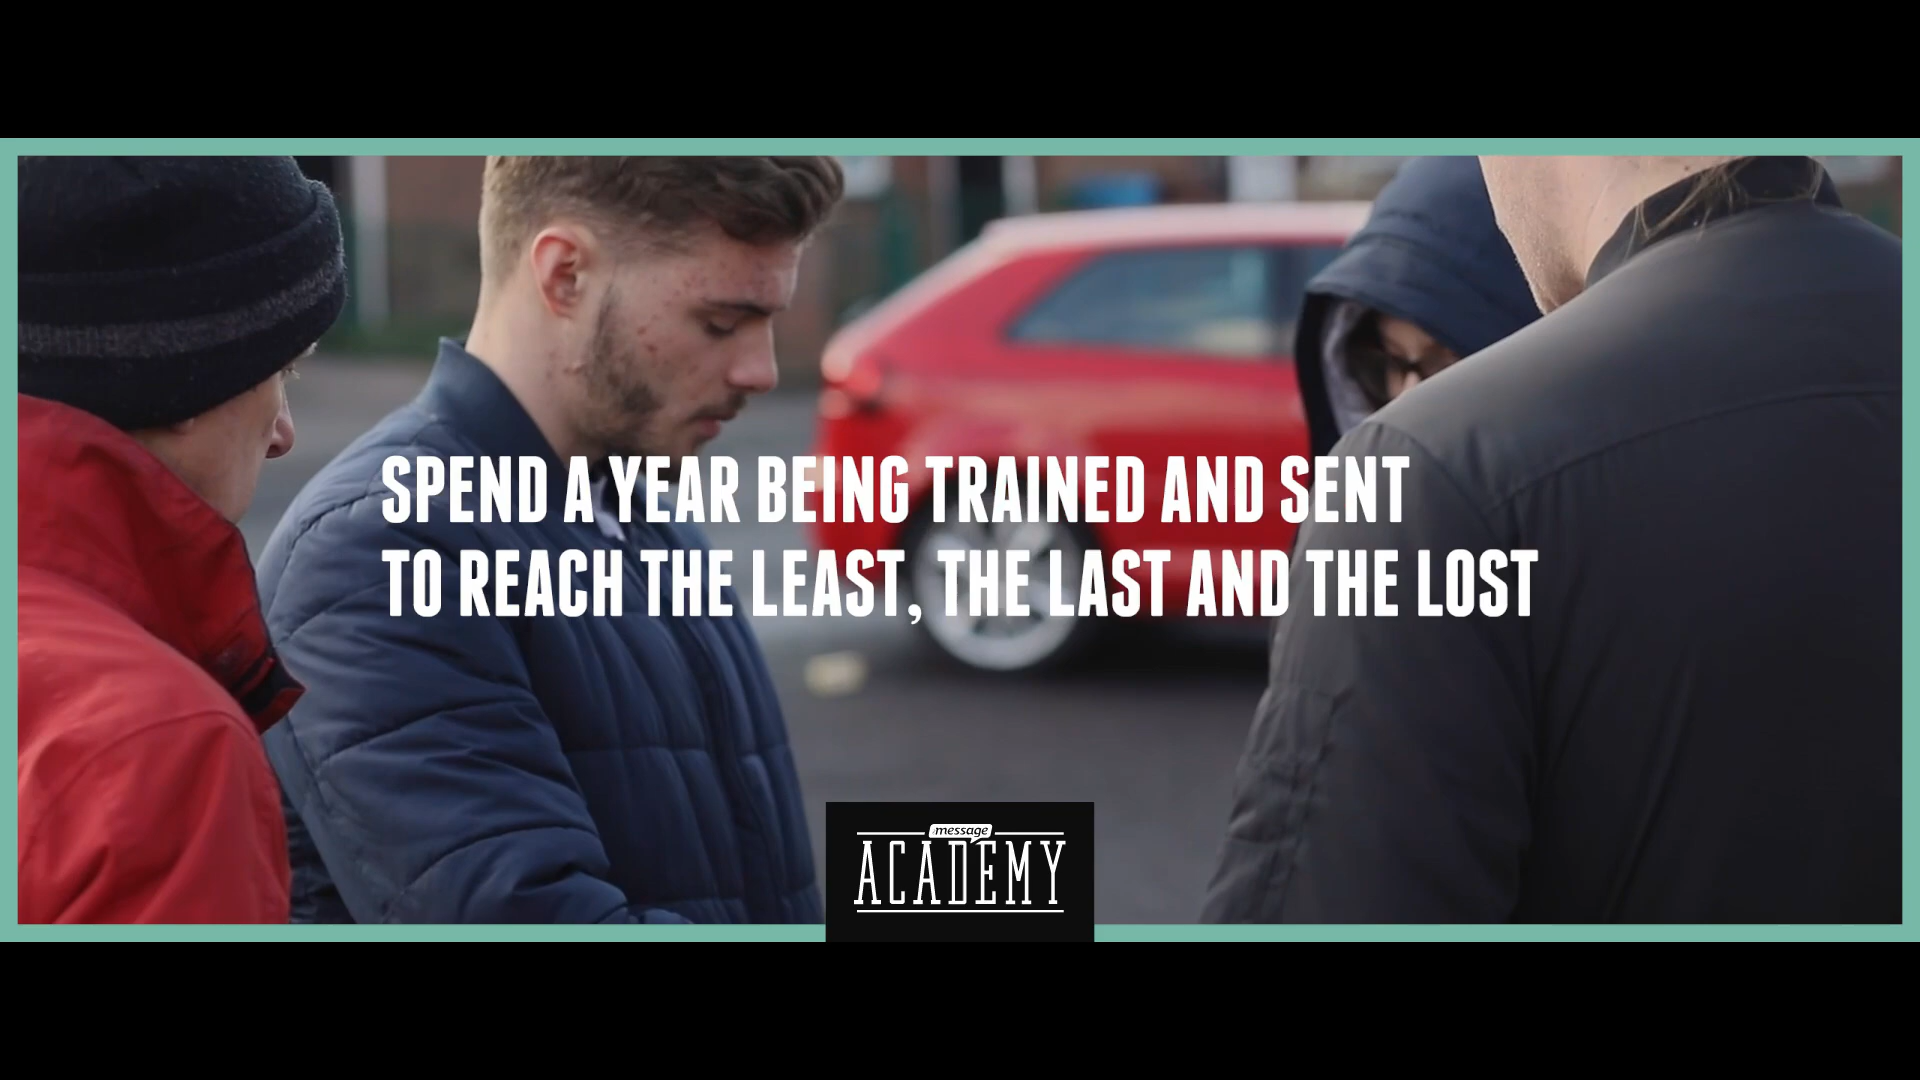 SPEND A YEAR BEING TRAINED AND SENT
TO REACH THE LEAST, THE LAST AND THE LOST
message
ACADEMY